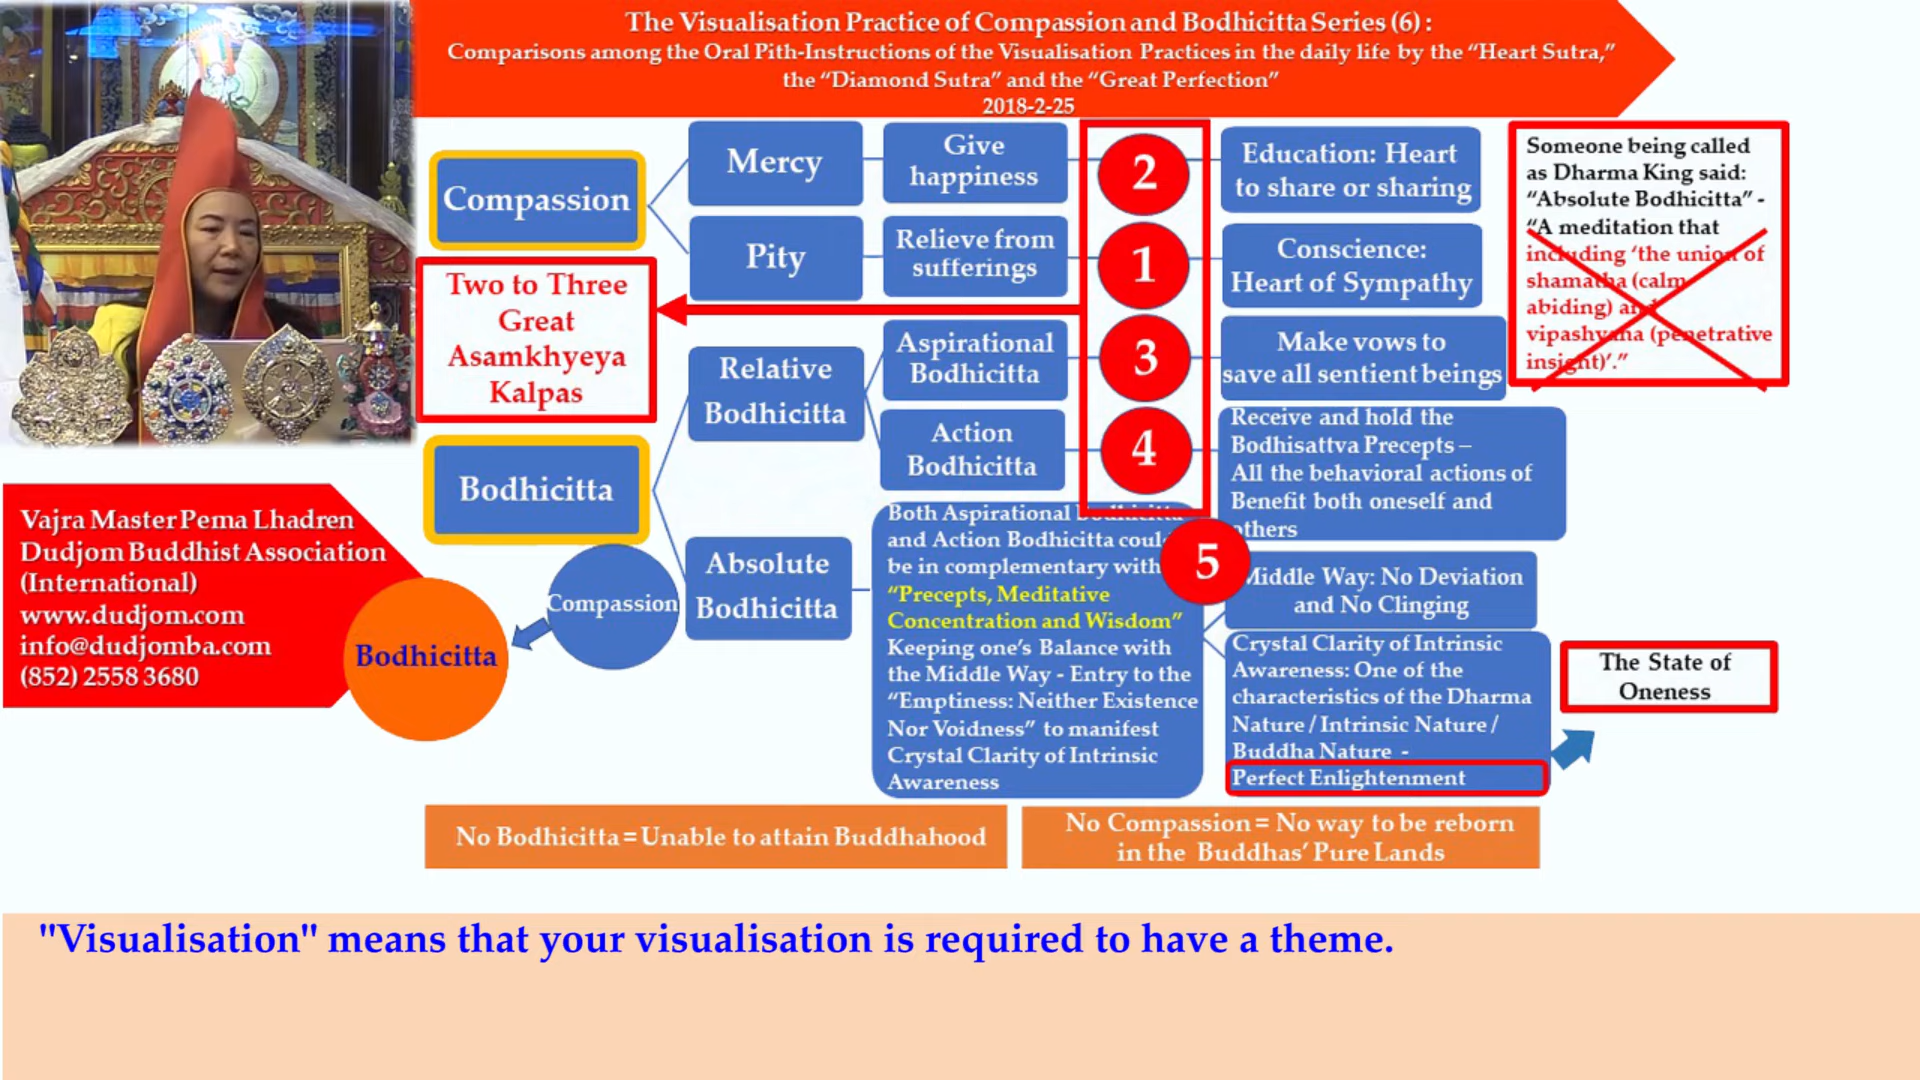 The Visualisation Practice of Compassion and Bodhicitta Series (6) :
Comparisons among the Oral Pith-Instructions of the Visualisation Practices in the daily life by the “Heart Sutra,”
the “Diamond Sutra” and the “Great Perfection”
2018-2-25
Compassion
Mercy
Give
happiness
2
Education: Heart
to share or sharing
Pity
Relieve from
sufferings
1
Conscience:
Heart of Sympathy
Someone being called
as Dharma King said:
“Absolute Bodhicitta” -
“A meditation that
including ‘the union of
shamatha (calm
abiding) and
vipashyana (penetrative
insight)’.”
Two to Three
Great
Asamkhyeya
Kalpas
Bodhicitta
Relative
Bodhicitta
Aspirational
Bodhicitta
3
Make vows to
save all sentient beings
Action
Bodhicitta
4
Receive and hold the
Bodhisattva Precepts –
All the behavioral actions of
Benefit both oneself and
others
Absolute
Bodhicitta
Both Aspirational Bodhicitta
and Action Bodhicitta could
be in complementary with
“Precepts, Meditative
Concentration and Wisdom”
Keeping one’s Balance with
the Middle Way - Entry to the
“Emptiness: Neither Existence
Nor Voidness” to manifest
Crystal Clarity of Intrinsic
Awareness
5
Middle Way: No Deviation
and No Clinging
Crystal Clarity of Intrinsic
Awareness: One of the
characteristics of the Dharma
Nature / Intrinsic Nature /
Buddha Nature -
Perfect Enlightenment
The State of
Oneness
Vajra Master Pema Lhadren
Dudjom Buddhist Association
(International)
www.dudjom.com
info@dudjomba.com
(852) 2558 3680
Compassion
Bodhicitta
No Bodhicitta = Unable to attain Buddhahood
No Compassion = No way to be reborn
in the Buddhas’ Pure Lands
"Visualisation" means that your visualisation is required to have a theme.